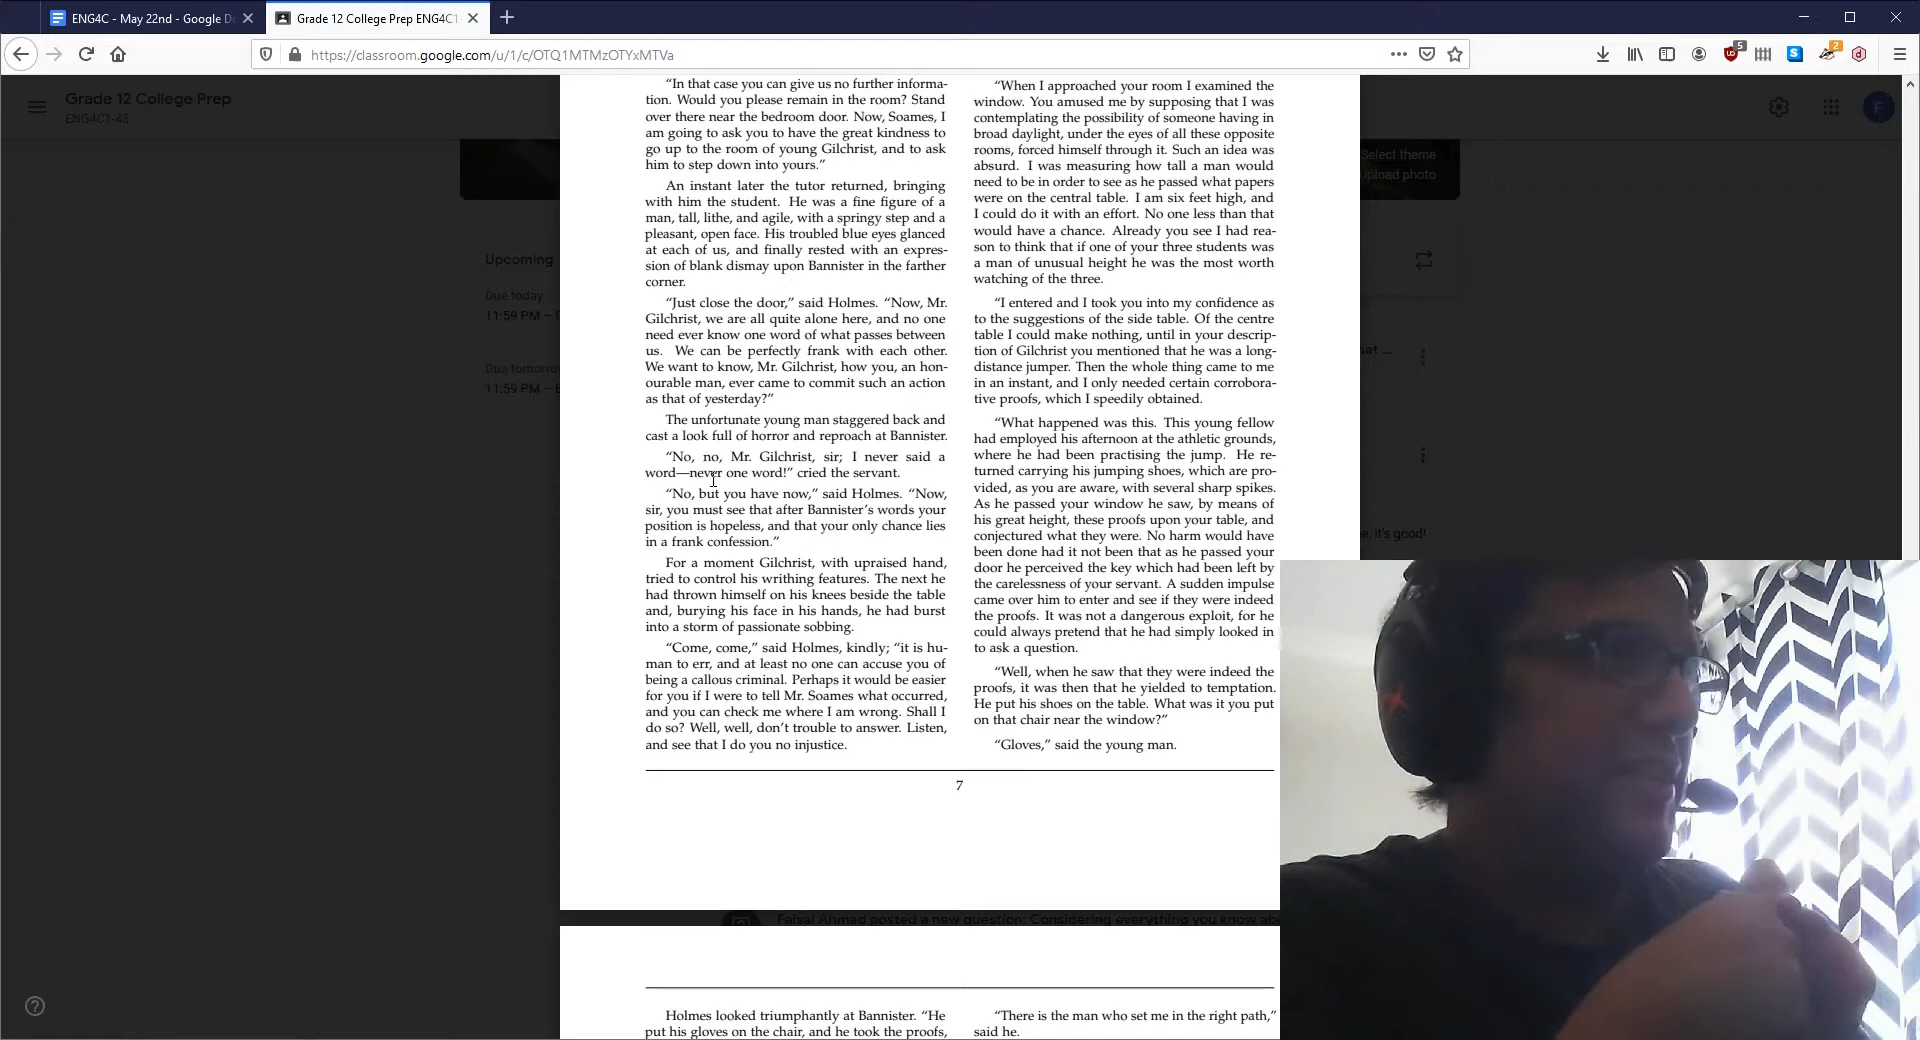 ENG4C - May 22nd - Google D
Grade 12 College Prep ENG4C1
https://classroom.google.com/u/1/c/OTQ1MTMzOTYxMTVa
5
2
Grade 12 College Prep
ENG4C1-48
F
Select theme
Upload photo
Upcoming
Due today
11:59 PM –
Due tomorrow
11:59 PM –
“In that case you can give us no further informa-
tion. Would you please remain in the room? Stand
over there near the bedroom door. Now, Soames, I
am going to ask you to have the great kindness to
go up to the room of young Gilchrist, and to ask
him to step down into yours.”
An instant later the tutor returned, bringing
with him the student. He was a fine figure of a
man, tall, lithe, and agile, with a springy step and a
pleasant, open face. His troubled blue eyes glanced
at each of us, and finally rested with an expres-
sion of blank dismay upon Bannister in the farther
corner.
“Just close the door,” said Holmes. “Now, Mr.
Gilchrist, we are all quite alone here, and no one
need ever know one word of what passes between
us. We can be perfectly frank with each other.
We want to know, Mr. Gilchrist, how you, an hon-
ourable man, ever came to commit such an action
as that of yesterday?”
The unfortunate young man staggered back and
cast a look full of horror and reproach at Bannister.
“No, no, Mr. Gilchrist, sir; I never said a
word—never one word!” cried the servant.
“No, but you have now,” said Holmes. “Now,
sir, you must see that after Bannister’s words your
position is hopeless, and that your only chance lies
in a frank confession.”
For a moment Gilchrist, with upraised hand,
tried to control his writhing features. The next he
had thrown himself on his knees beside the table
and, burying his face in his hands, he had burst
into a storm of passionate sobbing.
“Come, come,” said Holmes, kindly; “it is hu-
man to err, and at least no one can accuse you of
being a callous criminal. Perhaps it would be easier
for you if I were to tell Mr. Soames what occurred,
and you can check me where I am wrong. Shall I
do so? Well, well, don’t trouble to answer. Listen,
and see that I do you no injustice.
“When I approached your room I examined the
window. You amused me by supposing that I was
contemplating the possibility of someone having in
broad daylight, under the eyes of all these opposite
rooms, forced himself through it. Such an idea was
absurd. I was measuring how tall a man would
need to be in order to see as he passed what papers
were on the central table. I am six feet high, and
I could do it with an effort. No one less than that
would have a chance. Already you see I had rea-
son to think that if one of your three students was
a man of unusual height he was the most worth
watching of the three.
“I entered and I took you into my confidence as
to the suggestions of the side table. Of the centre
table I could make nothing, until in your descrip-
tion of Gilchrist you mentioned that he was a long-
distance jumper. Then the whole thing came to me
in an instant, and I only needed certain corrobora-
tive proofs, which I speedily obtained.
“What happened was this. This young fellow
had employed his afternoon at the athletic grounds,
where he had been practising the jump. He re-
turned carrying his jumping shoes, which are pro-
vided, as you are aware, with several sharp spikes.
As he passed your window he saw, by means of
his great height, these proofs upon your table, and
conjectured what they were. No harm would have
been done had it not been that as he passed your
door he perceived the key which had been left by
the carelessness of your servant. A sudden impulse
came over him to enter and see if they were indeed
the proofs. It was not a dangerous exploit, for he
could always pretend that he had simply looked in
to ask a question.
“Well, when he saw that they were indeed the
proofs, it was then that he yielded to temptation.
He put his shoes on the table. What was it you put
on that chair near the window?”
“Gloves,” said the young man.
7
e, it's good!
Faisal Ahmad posted a new question: Considering everything you know ab
Holmes looked triumphantly at Bannister. “He
put his gloves on the chair, and he took the proofs,
“There is the man who set me in the right path,”
said he.